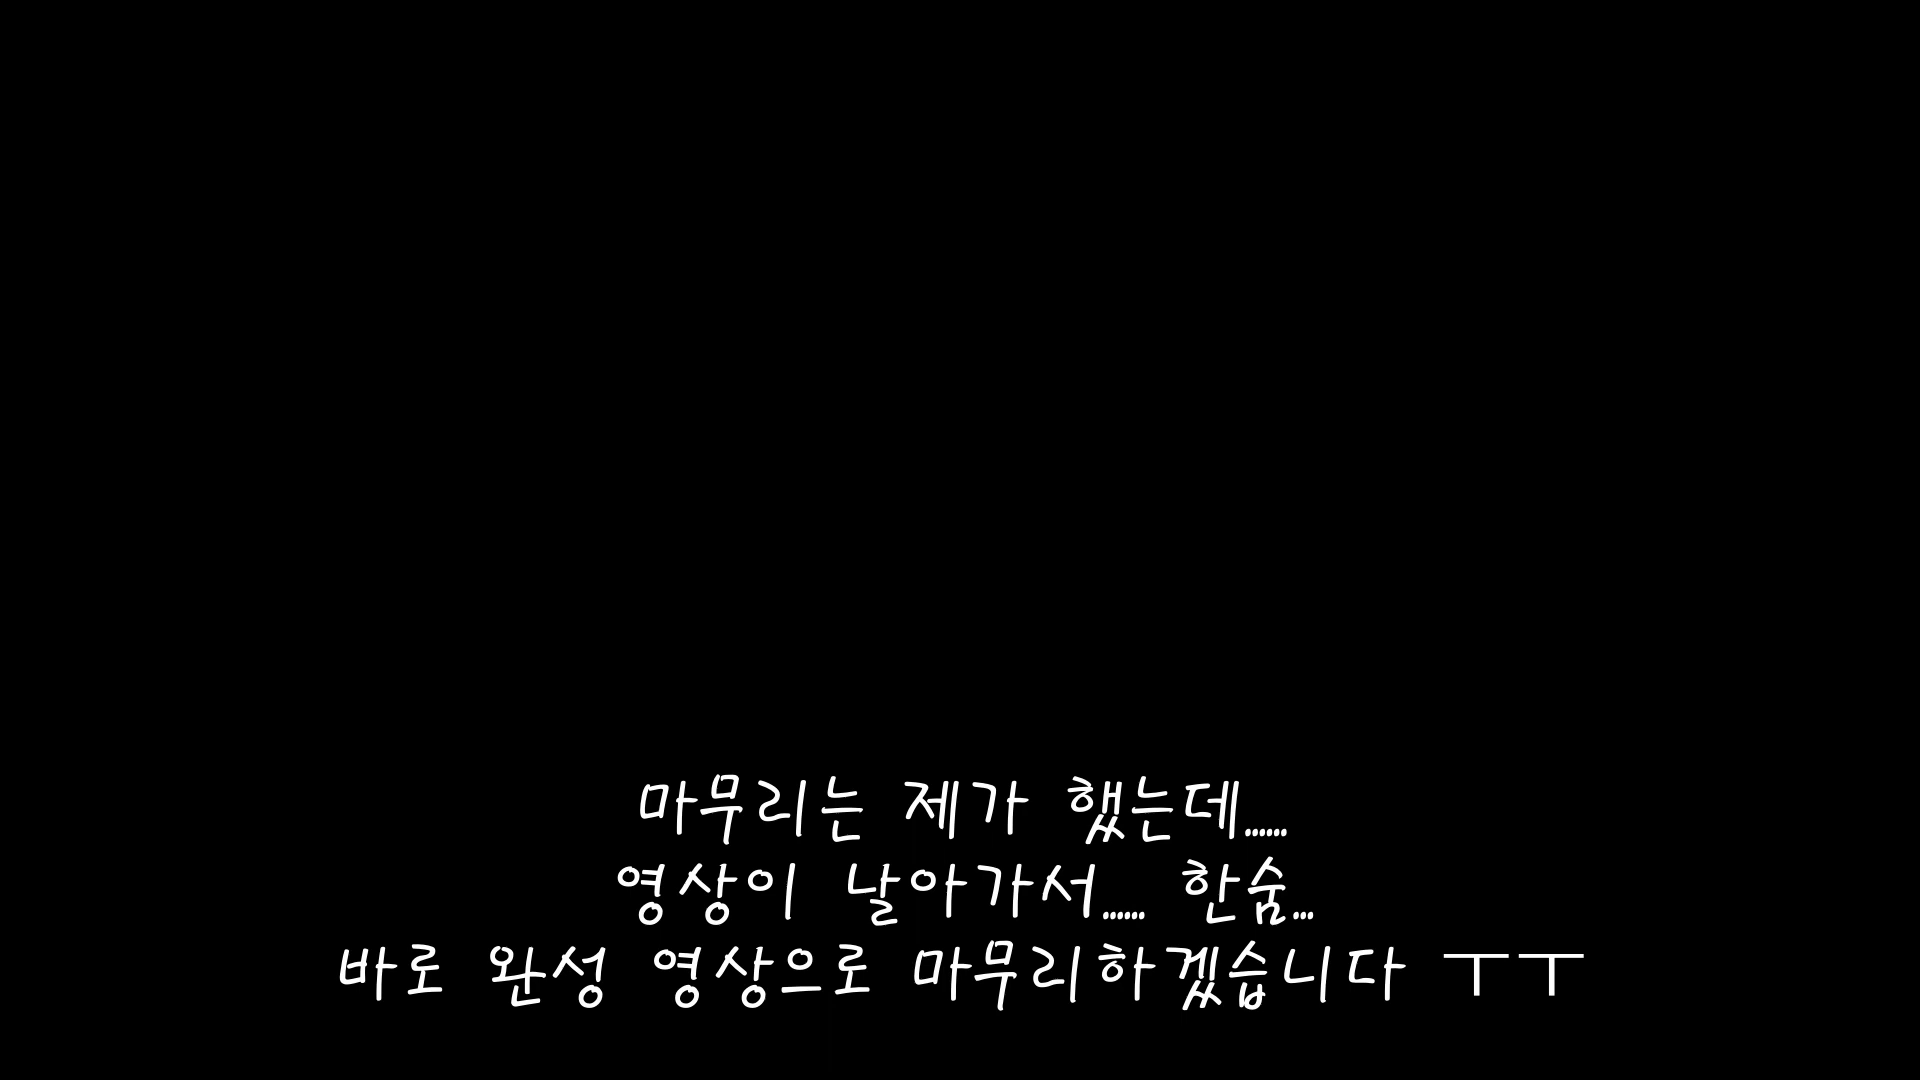 마무리는 제가 했는데......
영상이 날아가서...... 한숨...
바로 완성 영상으로 마무리하겠습니다 ㅜㅜ